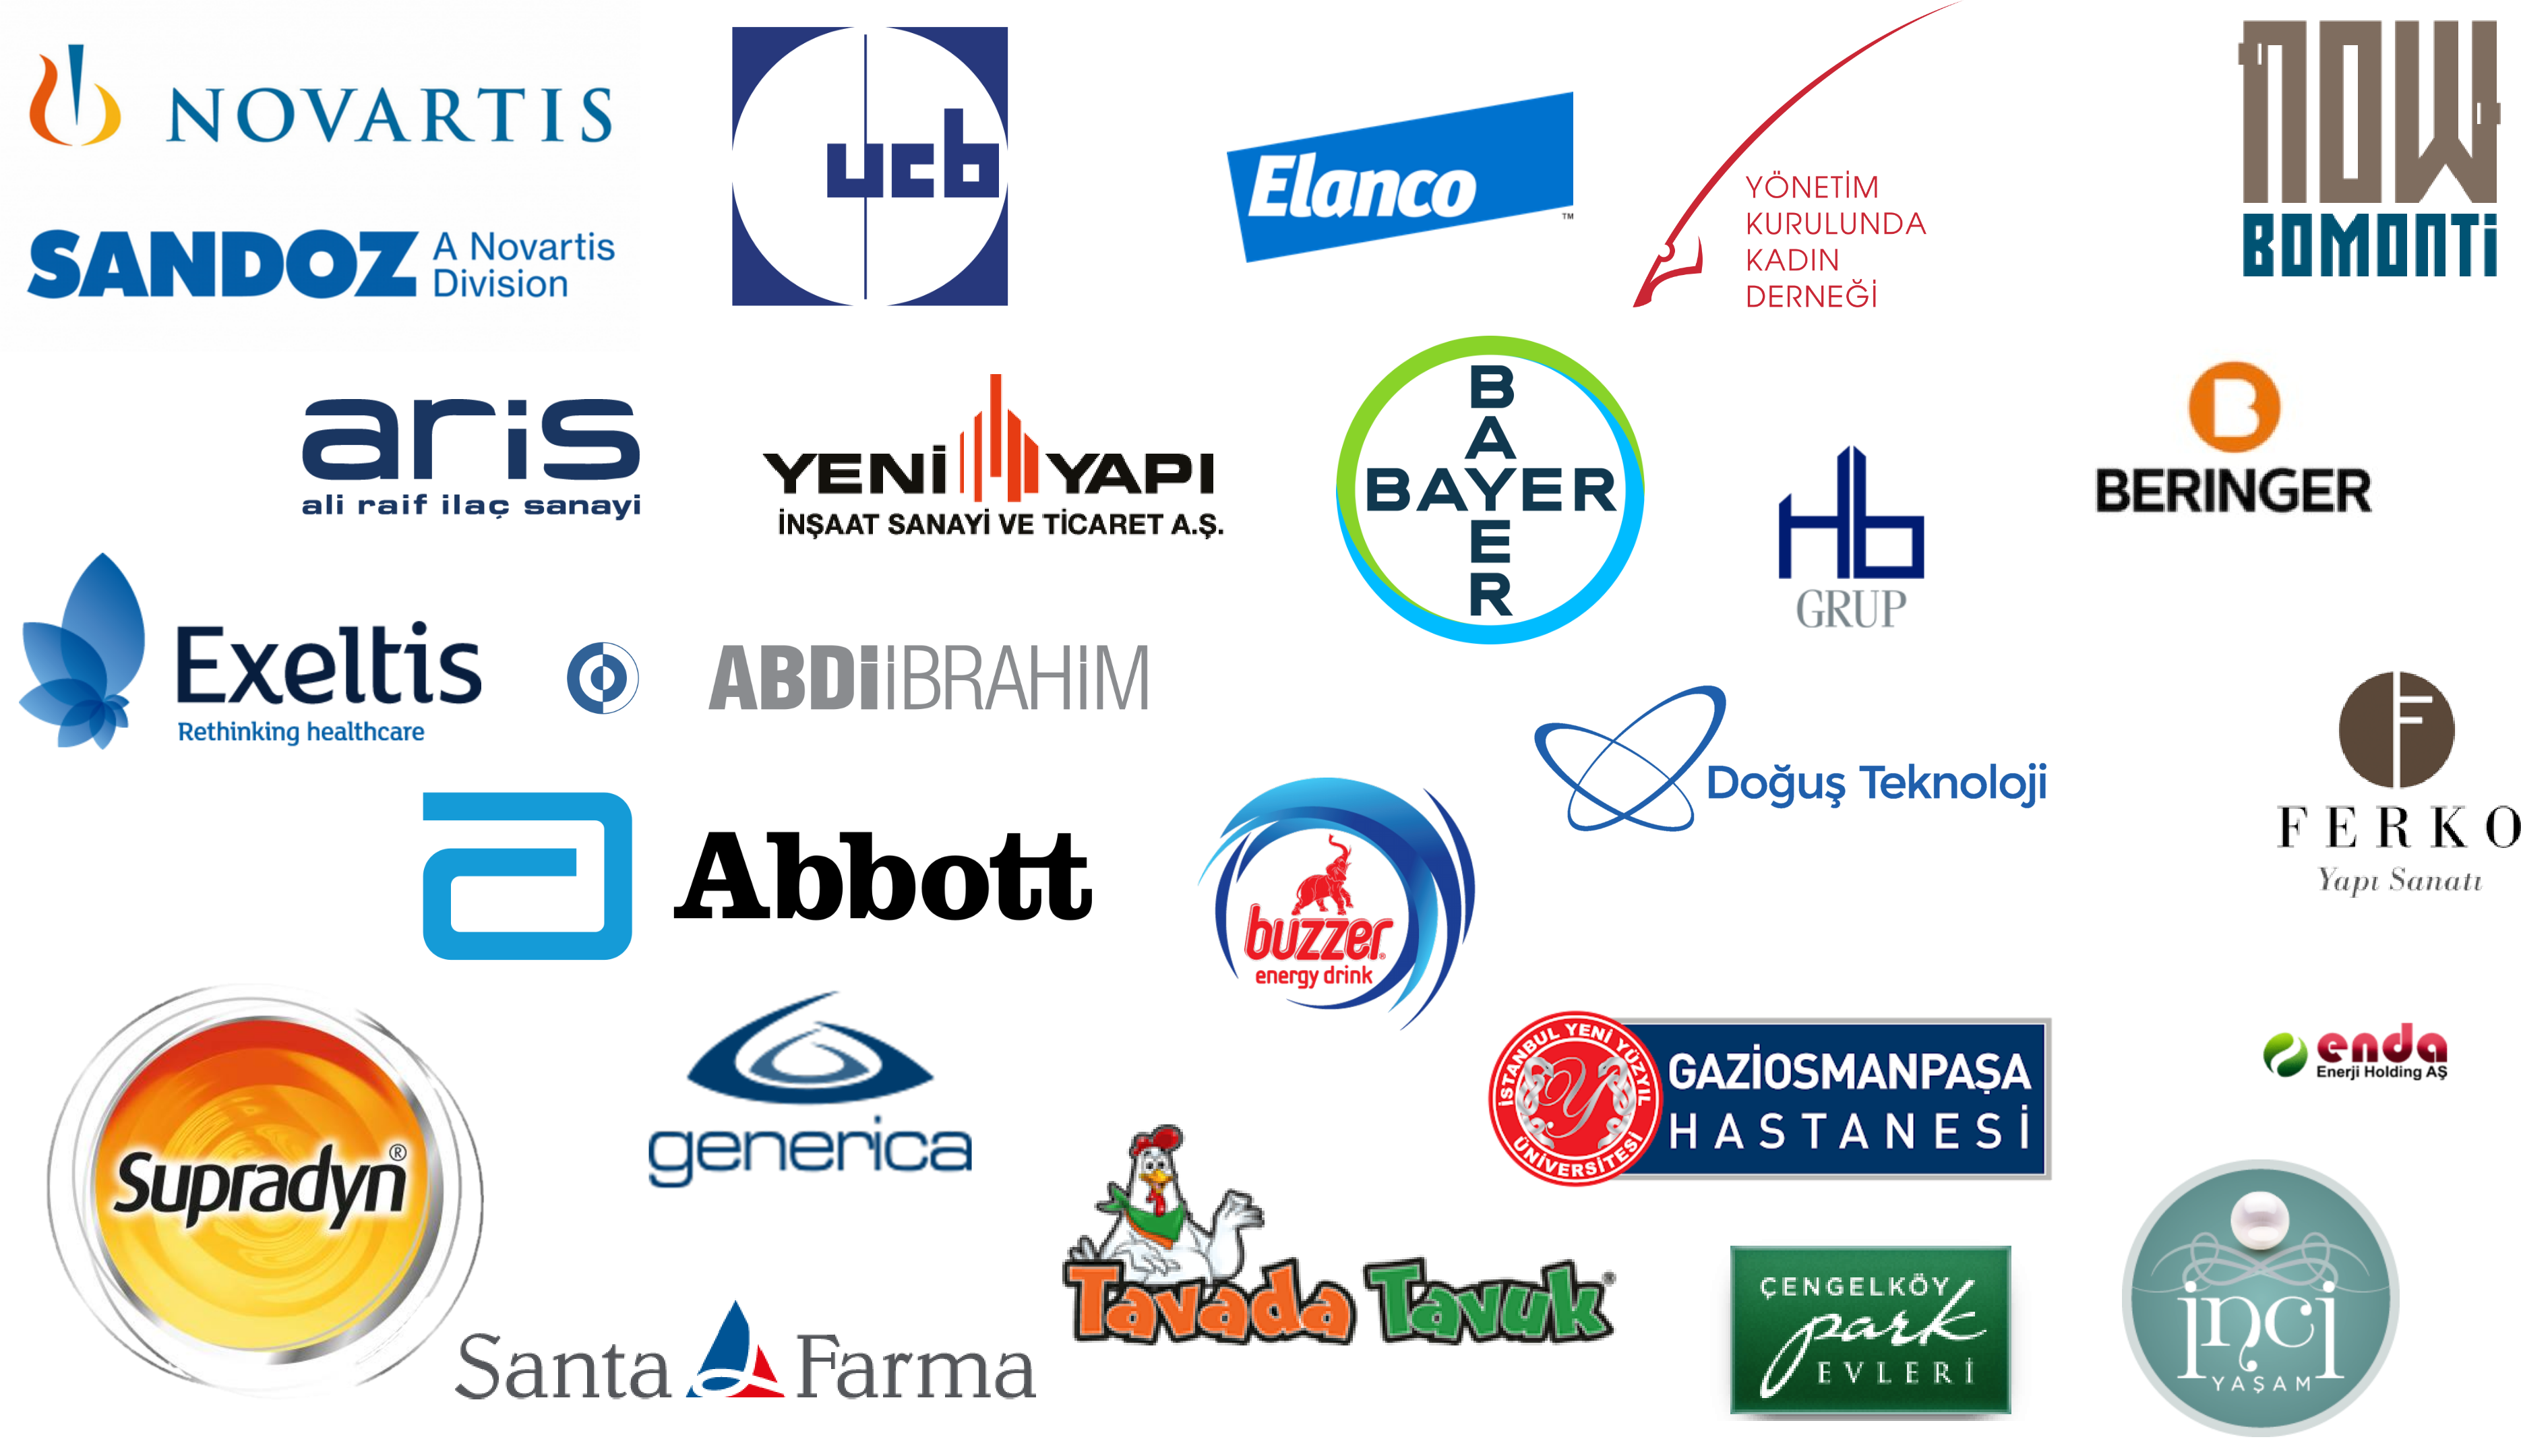 NOVARTIS
SANDOZ A Novartis
Division
ucb
Elanco
TM
YÖNETİM
KURULUNDA
KADIN
DERNEĞİ
NOW
BOMONTi
aris
ali raif ilaç sanayi
YENİ YAPI
İNŞAAT SANAYİ VE TİCARET A.Ş.
BAYER
BAYER
Hb
GRUP
B
BERINGER
Exeltis
Rethinking healthcare
ABDİİBRAHİM
Doğuş Teknoloji
F
FERKO
Yapı Sanatı
a Abbott
buzzer®
energy drink
Supradyn®
generica
İSTANBUL YENİ YÜZYIL
ÜNİVERSİTESİ
Y
GAZİOSMANPAŞA
HASTANESİ
enda
Enerji Holding AŞ
Tavada Tavuk®
Santa Farma
ÇENGELKÖY
park
EVLERİ
inci
YAŞAM